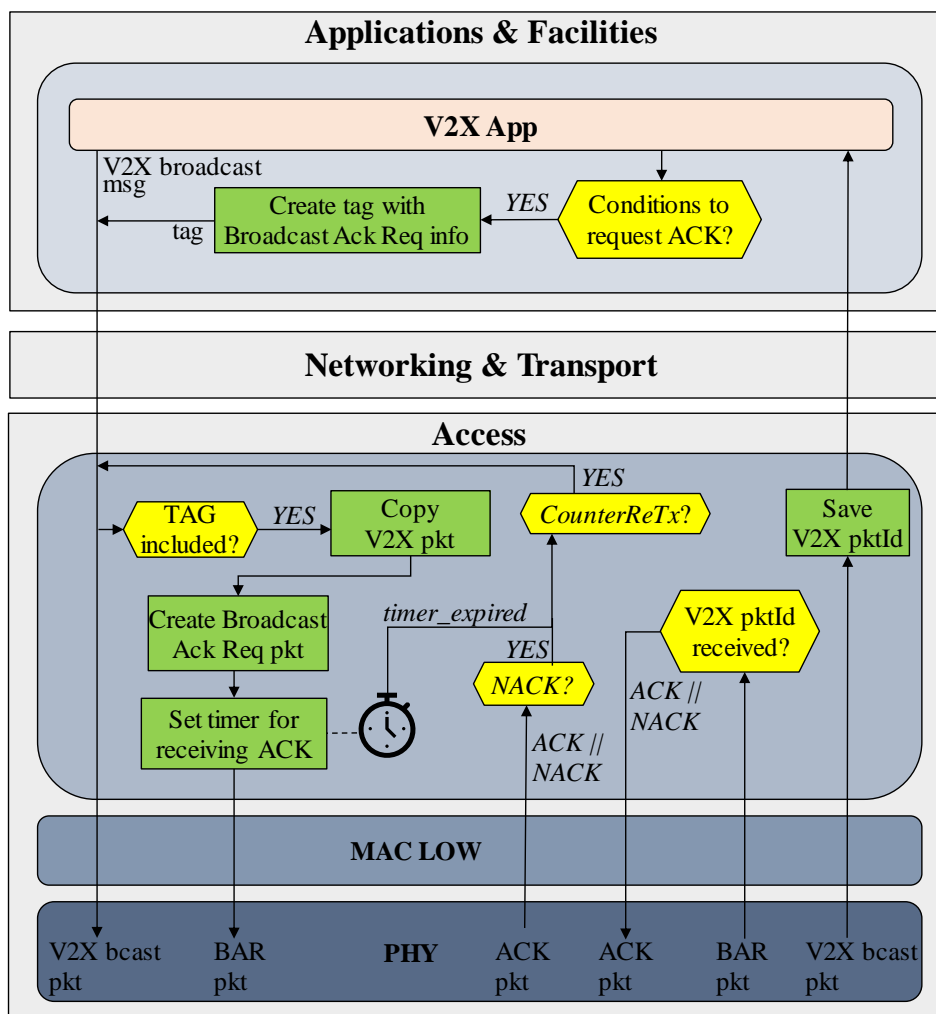 Applications & Facilities
V2X App
V2X broadcast
msg
Create tag with
Broadcast Ack Req info
YES
Conditions to
request ACK?
tag
Networking & Transport
Access
TAG
included?
YES
Copy
V2X pkt
YES
CounterReTx?
Save
V2X pktId
Create Broadcast
Ack Req pkt
timer_expired
YES
NACK?
V2X pktId
received?
Set timer for
receiving ACK
ACK //
NACK
ACK //
NACK
MAC LOW
V2X bcast
pkt
BAR
pkt
PHY
ACK
pkt
ACK
pkt
BAR
pkt
V2X bcast
pkt